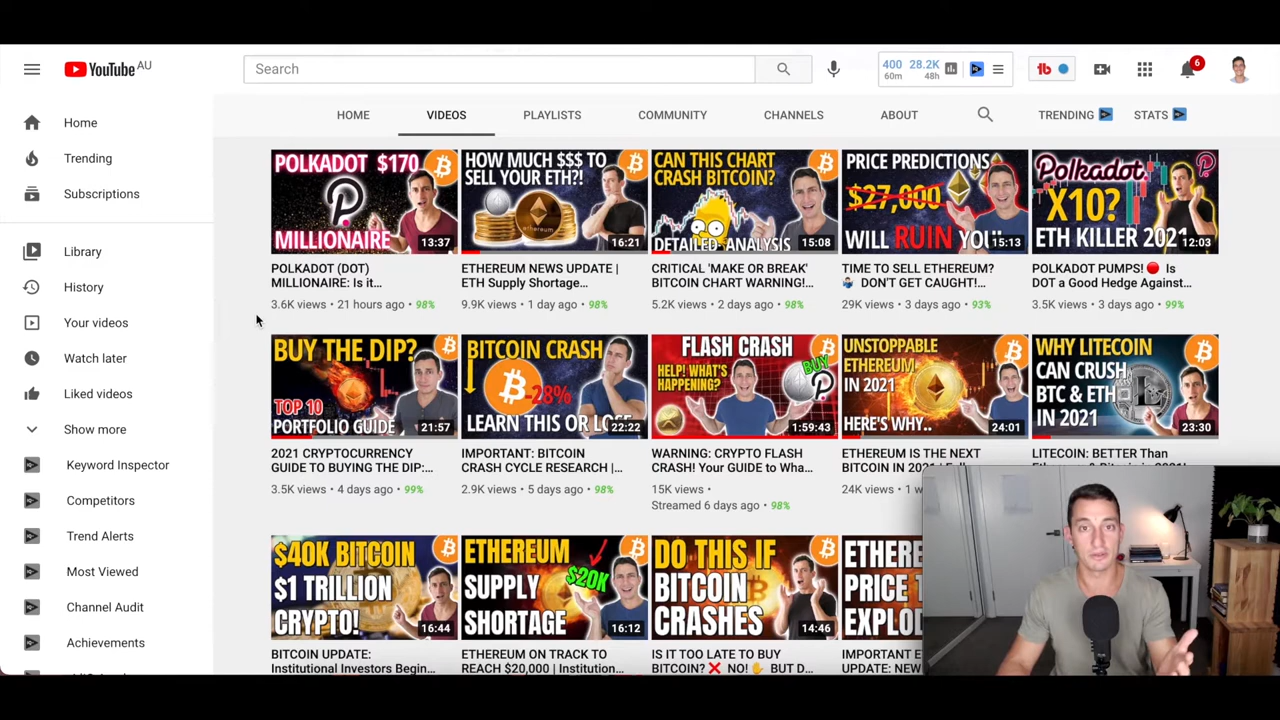 YouTube AU
Search
400 28.2K
60m 48h
tb
6
HOME VIDEOS PLAYLISTS COMMUNITY CHANNELS ABOUT TRENDING STATS
Home
Trending
Subscriptions
Library
History
Your videos
Watch later
Liked videos
Show more
Keyword Inspector
Competitors
Trend Alerts
Most Viewed
Channel Audit
Achievements
POLKADOT $170
MILLIONAIRE
13:37
POLKADOT (DOT)
MILLIONAIRE: Is it...
3.6K views • 21 hours ago • 98%
HOW MUCH $$$ TO
SELL YOUR ETH?!
ethereum
16:21
ETHEREUM NEWS UPDATE |
ETH Supply Shortage...
9.9K views • 1 day ago • 98%
CAN THIS CHART
CRASH BITCOIN?
DETAILED ANALYSIS
15:08
CRITICAL 'MAKE OR BREAK'
BITCOIN CHART WARNING!...
5.2K views • 2 days ago • 98%
PRICE PREDICTIONS
$27,000
WILL RUIN YOU
15:13
TIME TO SELL ETHEREUM?
DON'T GET CAUGHT!...
29K views • 3 days ago • 93%
Polkadot.
X10?
ETH KILLER 2021
12:03
POLKADOT PUMPS! Is
DOT a Good Hedge Against...
3.5K views • 3 days ago • 99%
BUY THE DIP?
TOP 10
PORTFOLIO GUIDE
21:57
2021 CRYPTOCURRENCY
GUIDE TO BUYING THE DIP:...
3.5K views • 4 days ago • 99%
BITCOIN CRASH
-28%
LEARN THIS OR LOSE
22:22
IMPORTANT: BITCOIN
CRASH CYCLE RESEARCH |...
2.9K views • 5 days ago • 98%
FLASH CRASH
HELP! WHAT'S
HAPPENING?
BUY
1:59:43
WARNING: CRYPTO FLASH
CRASH! Your GUIDE to Wha...
15K views •
Streamed 6 days ago • 98%
UNSTOPPABLE
ETHEREUM
IN 2021
HERE'S WHY..
24:01
ETHEREUM IS THE NEXT
BITCOIN IN 2021
24K views • 1 w
WHY LITECOIN
CAN CRUSH
BTC & ETH
IN 2021
23:30
LITECOIN: BETTER Than
$40K BITCOIN
$1 TRILLION
CRYPTO!
16:44
BITCOIN UPDATE:
Institutional Investors Begin...
ETHEREUM
$20K
SUPPLY
SHORTAGE
16:12
ETHEREUM ON TRACK TO
REACH $20,000 | Institution...
DO THIS IF
BITCOIN
CRASHES
14:46
IS IT TOO LATE TO BUY
BITCOIN? NO! BUT D...
ETHERE
PRICE T
EXPLOD
IMPORTANT E
UPDATE: NEW